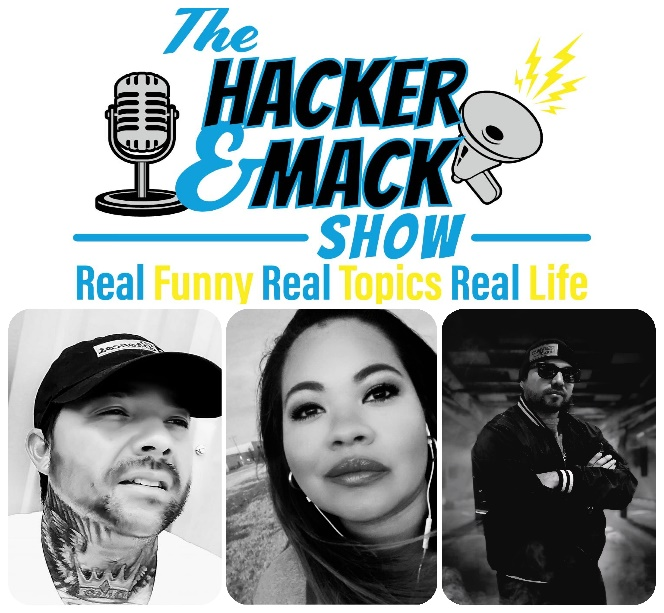 The
HACKER
& MACK
SHOW
Real Funny Real Topics Real Life